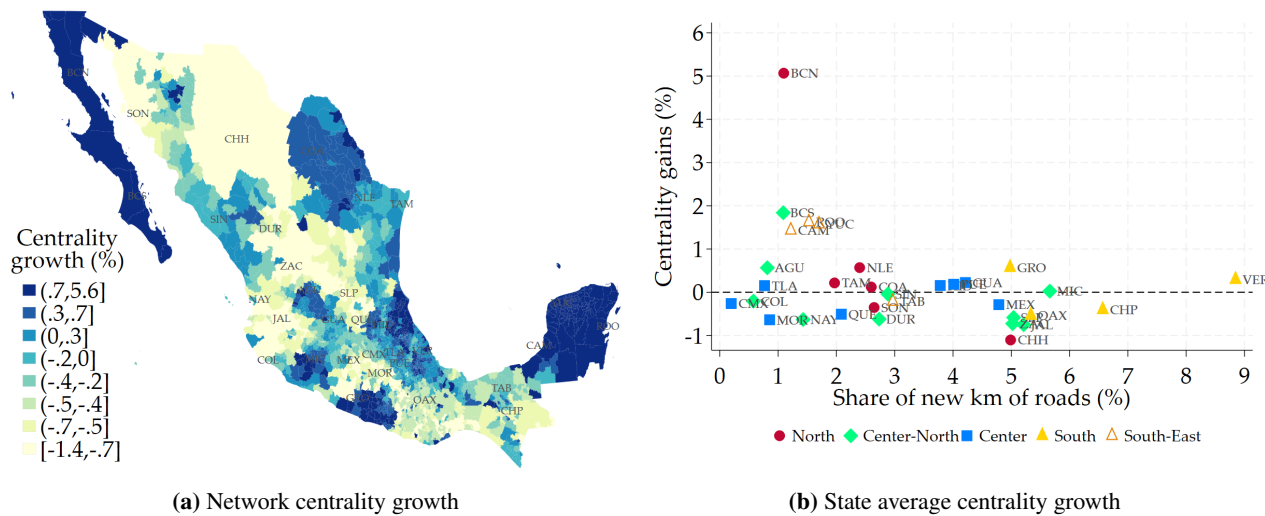 BCN
SON
CHH
BCS
NLE
TAM
SIN
DUR
ZAC
NAY
SLP
JAL
COL
MEX
CMX
MOR
OAX
TAB
CHP
CAM
ROO
Centrality
growth (%)
(.7,5.6]
(.3,.7]
(0,.3]
(-.2,0]
(-.4,-.2]
(-.5,-.4]
(-.7,-.5]
[-1.4,-.7]
(a) Network centrality growth
Centrality gains (%)
6
5
4
3
2
1
0
-1
BCN
BCS
ROO
CAM
AGU
NLE
GRO
TLA
TAM
COA
GUA
MIC
VER
CMX
COL
SIN
TAB
SON
MEX
CHP
MOR
NAY
QUE
DUR
OAX
JAL
CHH
0 1 2 3 4 5 6 7 8 9
Share of new km of roads (%)
North Center-North Center South South-East
(b) State average centrality growth